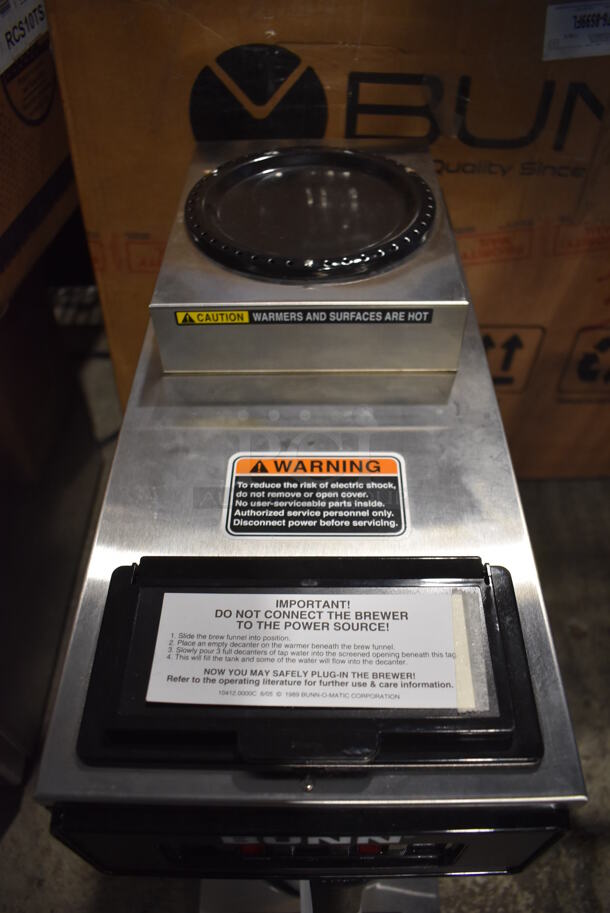 RCS10TS
BUN
Quality Since
CAUTION WARMERS AND SURFACES ARE HOT
WARNING
To reduce the risk of electric shock,
do not remove or open cover.
No user-serviceable parts inside.
Authorized service personnel only.
Disconnect power before servicing.
IMPORTANT!
DO NOT CONNECT THE BREWER
TO THE POWER SOURCE!
1. Slide the brew funnel into position.
2. Place an empty decanter on the warmer beneath the brew funnel.
3. Slowly pour 3 full decanters of tap water into the screened opening beneath this tag.
4. This will fill the tank and some of the water will flow into the decanter.
NOW YOU MAY SAFELY PLUG-IN THE BREWER!
Refer to the operating literature for further use & care information.
10412.0000C 6/05 © 1989 BUNN-O-MATIC CORPORATION
BUNN